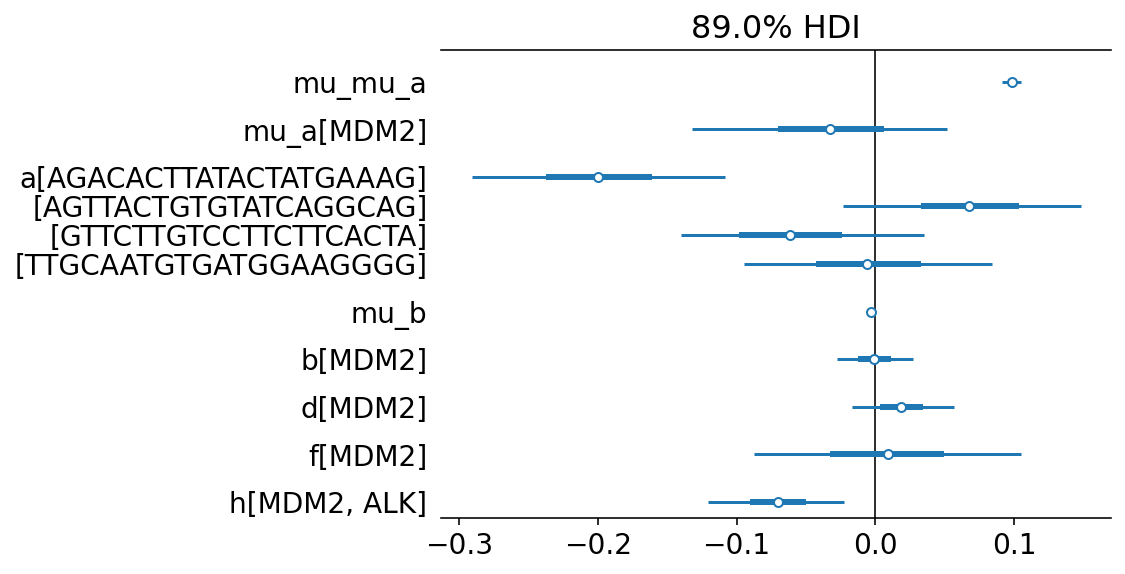 89.0% HDI
mu_mu_a
mu_a[MDM2]
a[AGACACTTATACTATGAAAG]
[AGTTACTGTGTATCAGGCAG]
[GTTCTTGTCCTTCTTCACTA]
[TTGCAATGTGATGGAAGGGG]
mu_b
b[MDM2]
d[MDM2]
f[MDM2]
h[MDM2, ALK]
−0.3 −0.2 −0.1 0.0 0.1